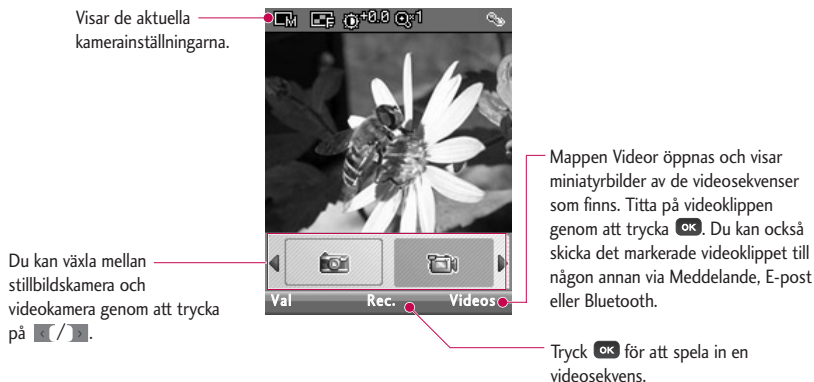 Visar de aktuella
kamerainställningarna.
M F +0.0 ×1
Mappen Videor öppnas och visar
miniatyrbilder av de videosekvenser
som finns. Titta på videoklippen
genom att trycka OK. Du kan också
skicka det markerade videoklippet till
någon annan via Meddelande, E-post
eller Bluetooth.
Du kan växla mellan
stillbildskamera och
videokamera genom att trycka
på < / >.
Val Rec. Videos
Tryck OK för att spela in en
videosekvens.